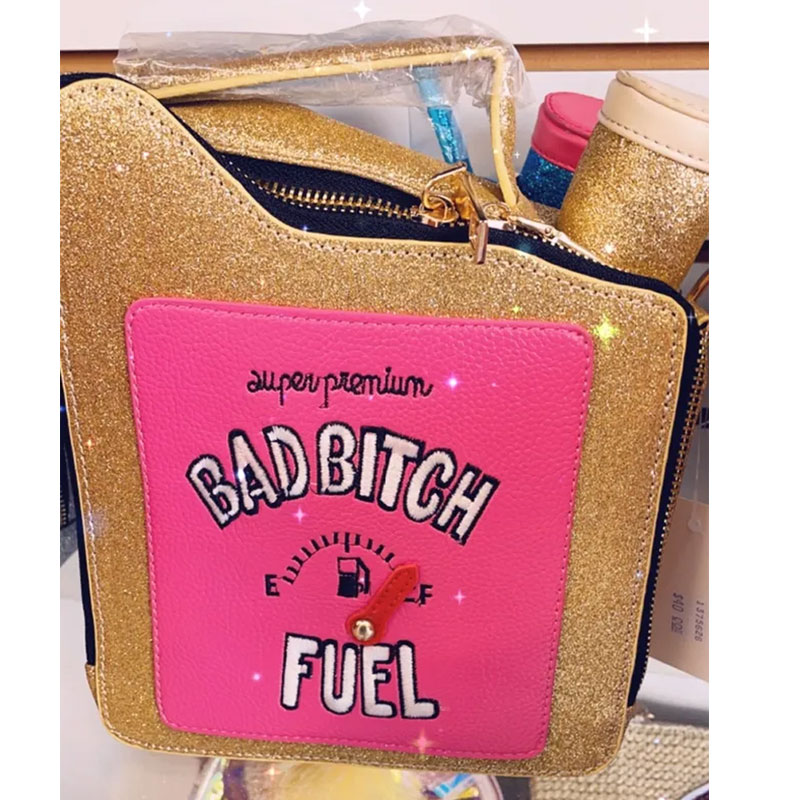 super premium
BAD BITCH
E F
FUEL